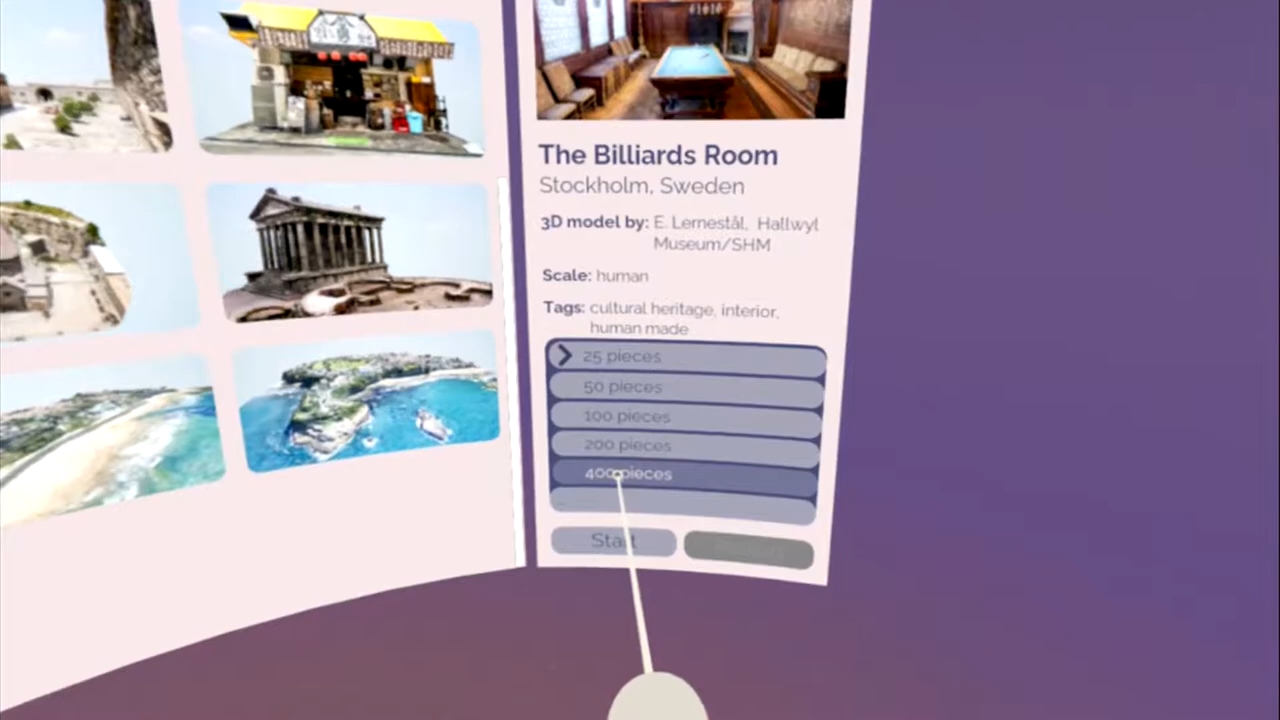 The Billiards Room
Stockholm, Sweden
3D model by: E. Lernestål, Hallwyl
Museum/SHM
Scale: human
Tags: cultural heritage, interior,
human made
25 pieces
50 pieces
100 pieces
200 pieces
400 pieces
Start